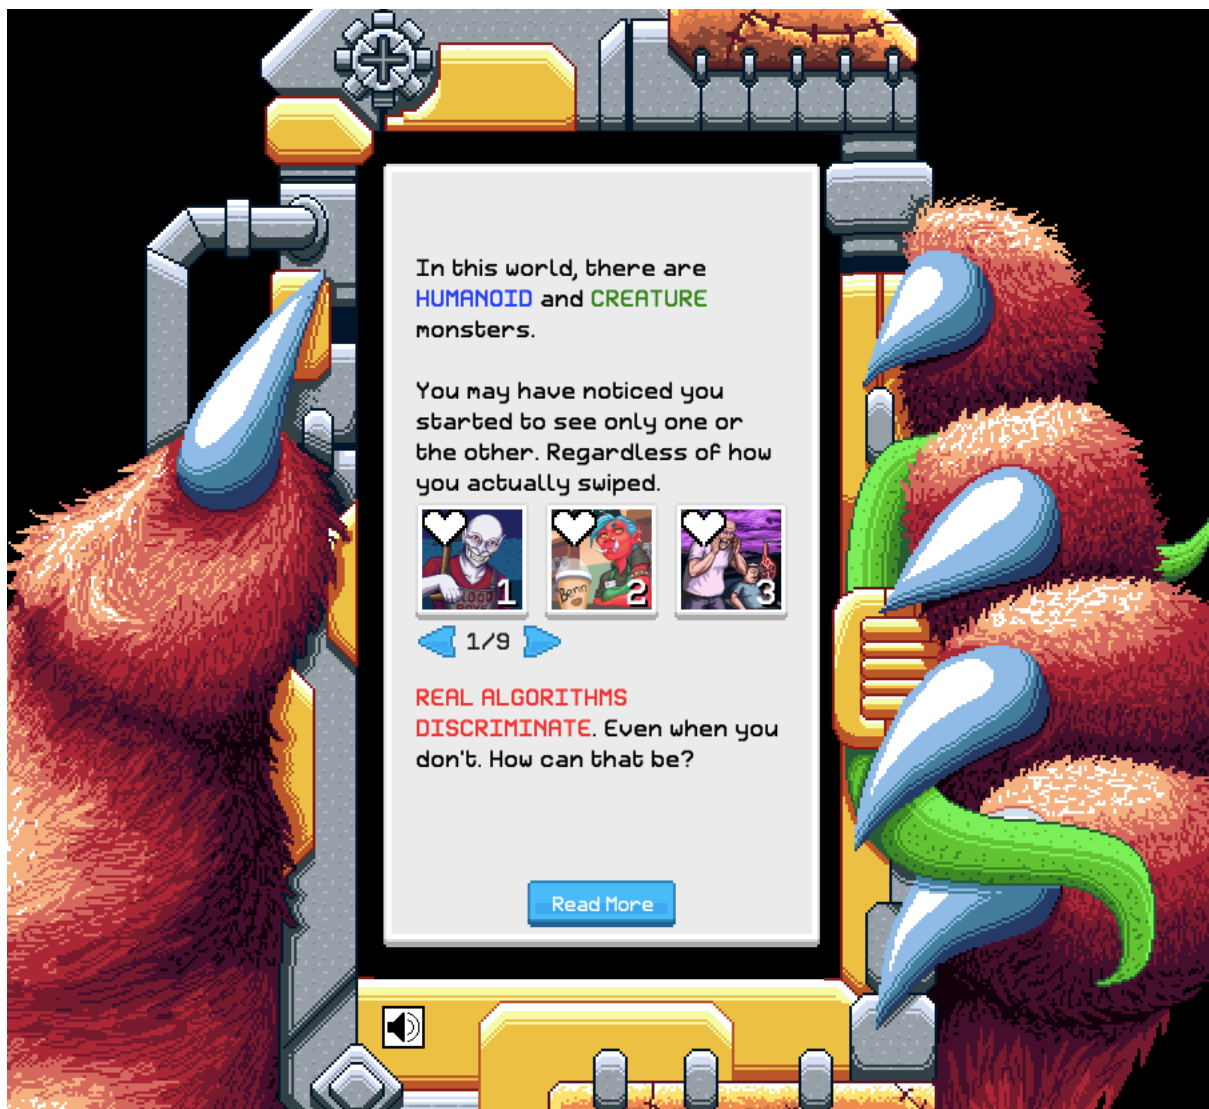 In this world, there are
HUMANOID and CREATURE
monsters.
You may have noticed you
started to see only one or
the other. Regardless of how
you actually swiped.
1 2 3
Benn
1/9
REAL ALGORITHMS
DISCRIMINATE. Even when you
don't. How can that be?
Read More